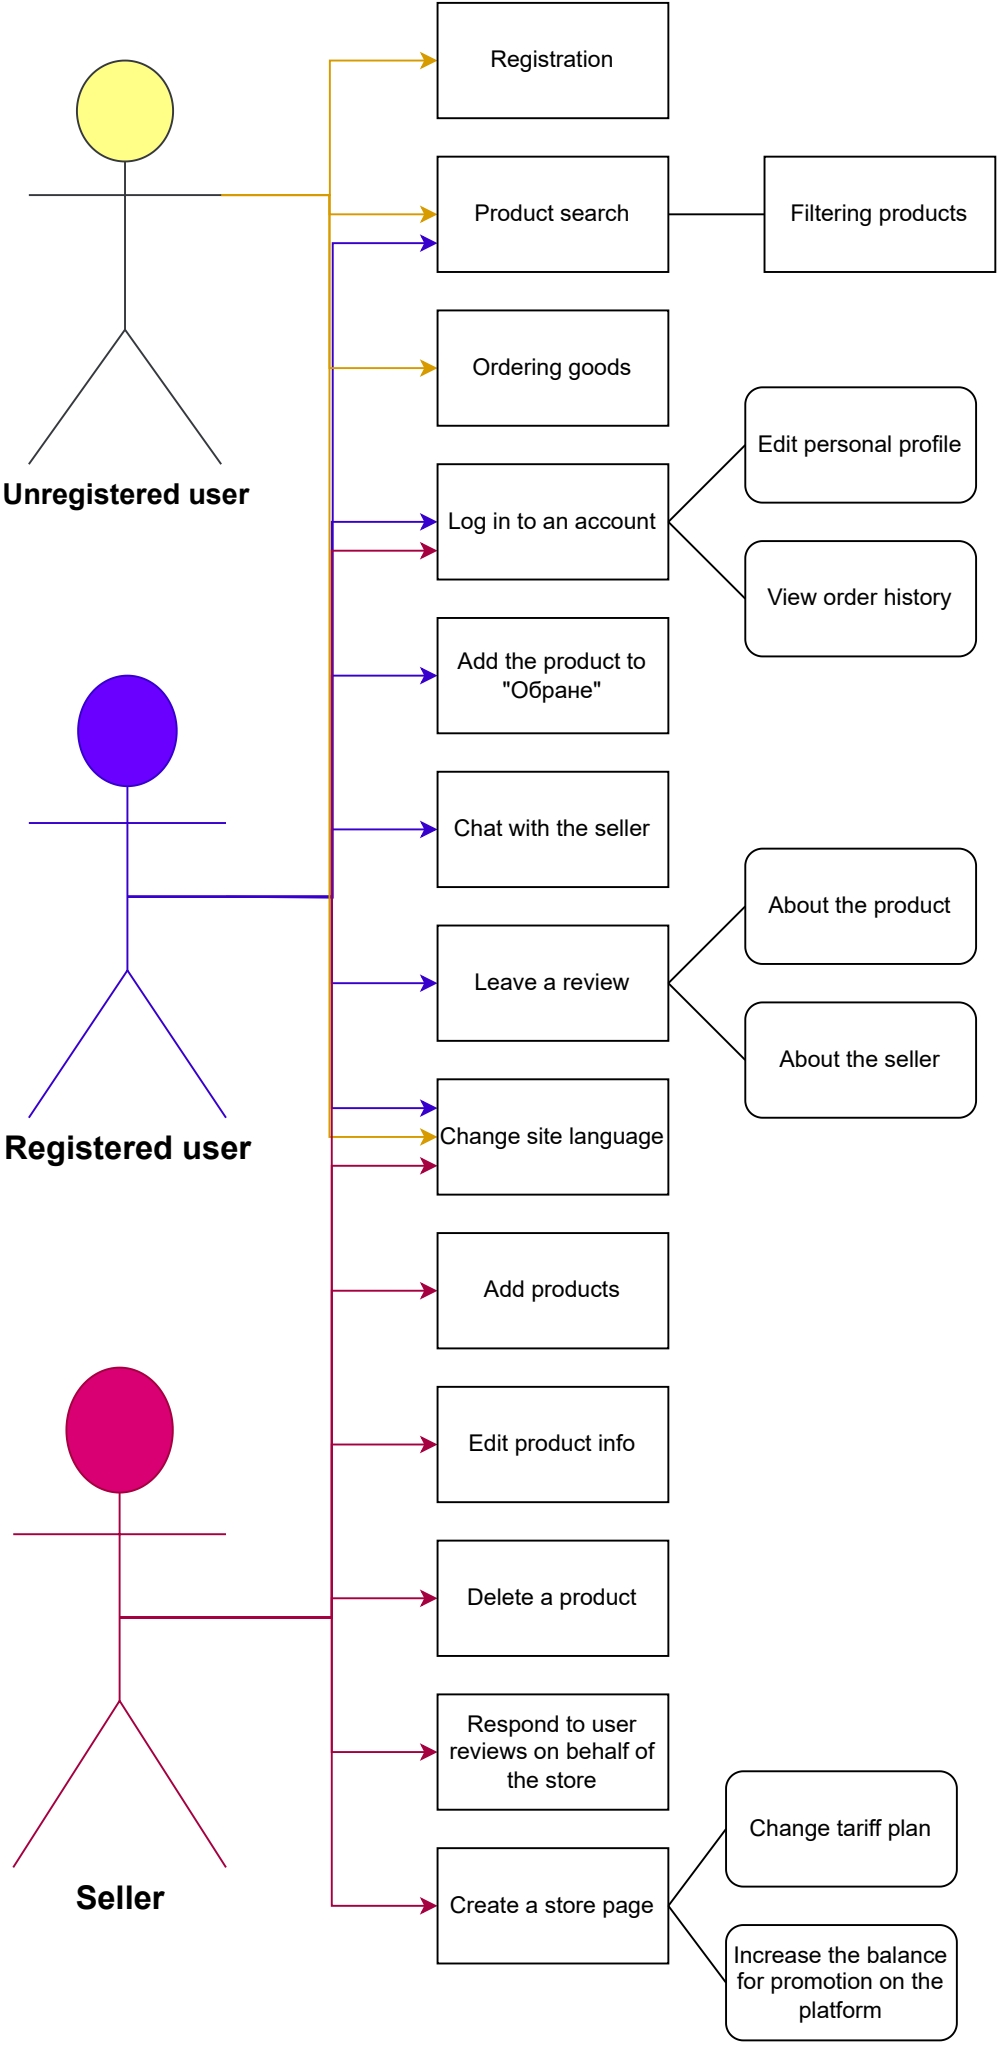 Registration
Product search
Filtering products
Ordering goods
Unregistered user
Log in to an account
Edit personal profile
View order history
Add the product to
"Обране"
Chat with the seller
Leave a review
About the product
About the seller
Registered user
Change site language
Add products
Edit product info
Delete a product
Respond to user
reviews on behalf of
the store
Seller
Create a store page
Change tariff plan
Increase the balance
for promotion on the
platform